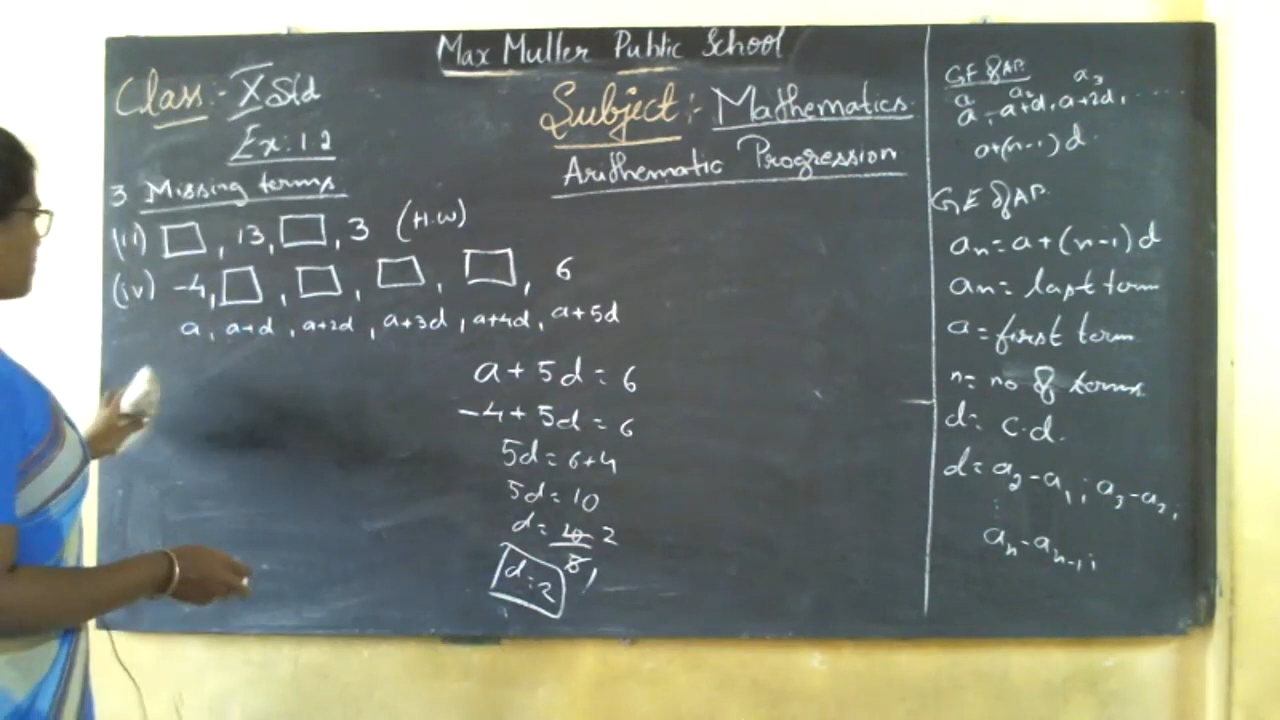 Max Muller Public School
Class:- X Std
Subject:- Mathematics.
Ex: 1.2
Arithematic Progression
3 Missing terms
(ii) □, 13, □, 3 (H.W)
(iv) -4, □, □, □, □, 6
a, a+d, a+2d, a+3d, a+4d, a+5d
a + 5d = 6
-4 + 5d = 6
5d = 6+4
5d = 10
d = 10/5 2
d = 2
GF of AP.
a a2 a3
a, a+d, a+2d, .....
a+(n-1)d.
GE of AP.
an = a + (n-1)d
an = last term
a = first term
n = no of terms
d = c.d.
d = a2 - a1; a3 - a2,
an - an-1;